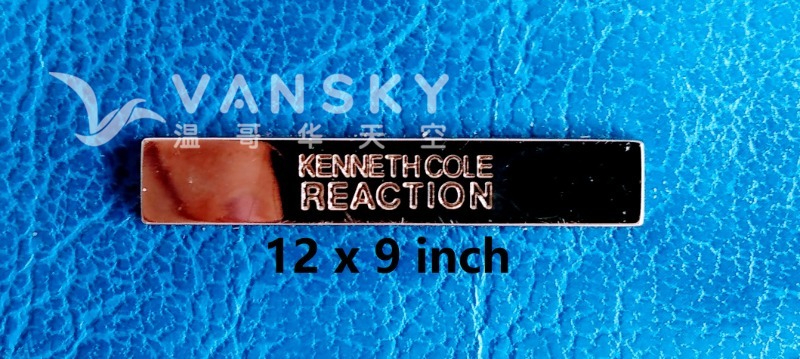 VANSKY
温哥华天空
KENNETH COLE
REACTION
12 x 9 inch